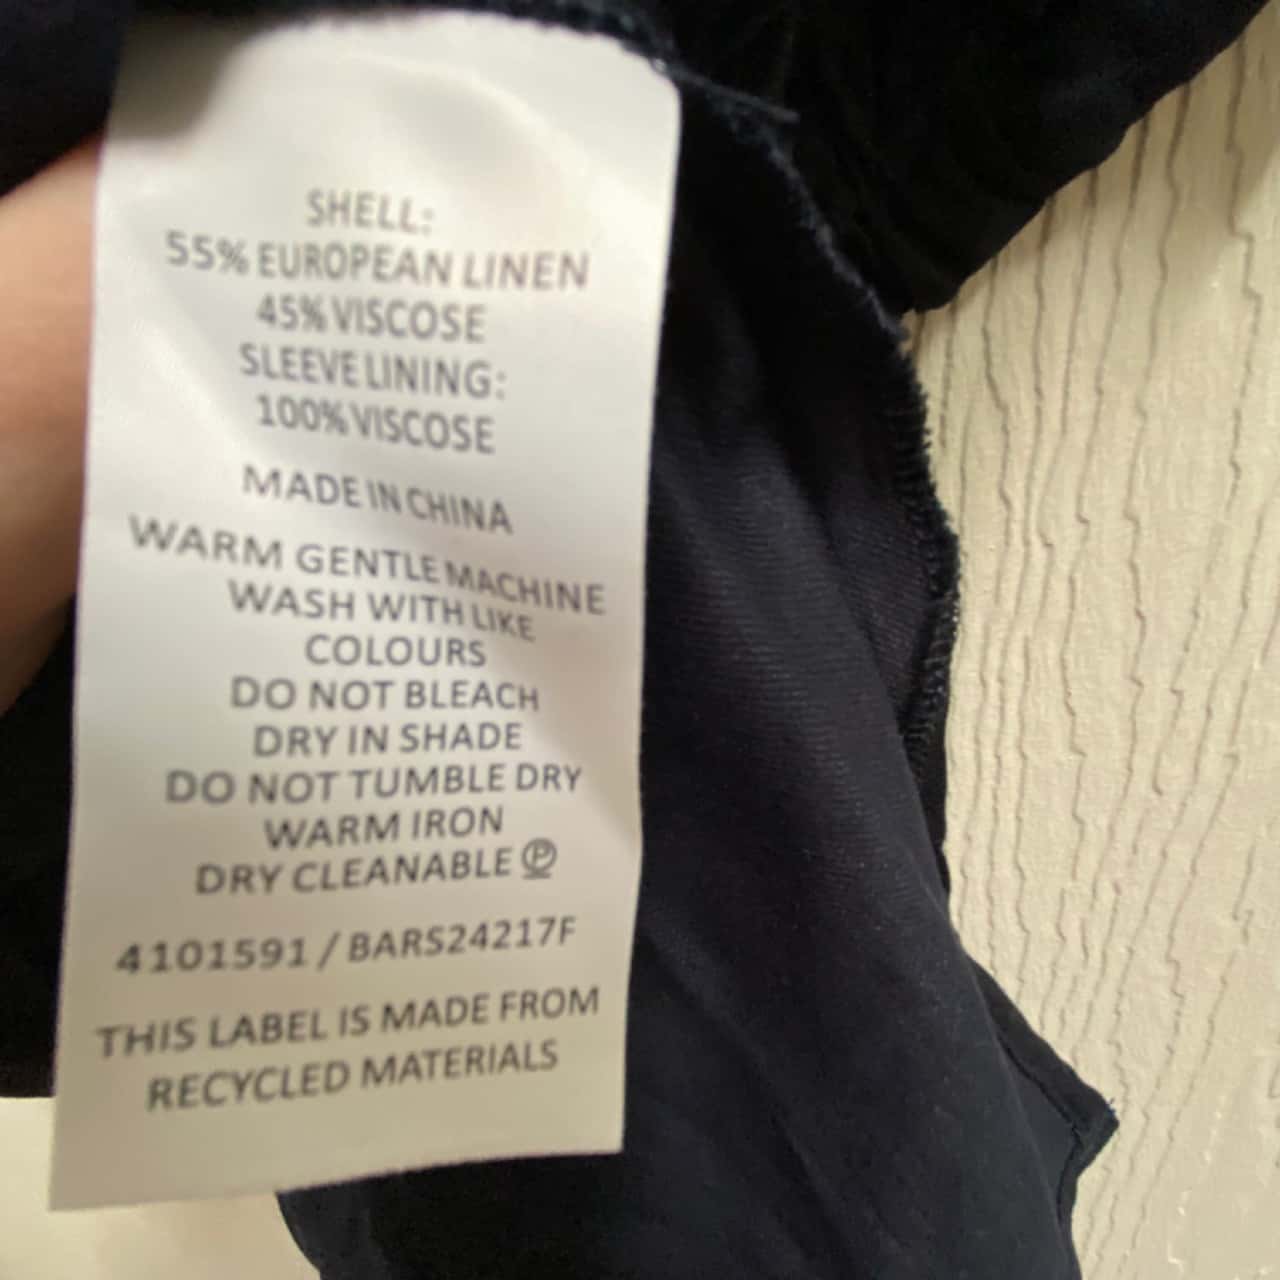 SHELL:
55% EUROPEAN LINEN
45% VISCOSE
SLEEVE LINING:
100% VISCOSE
MADE IN CHINA
WARM GENTLE MACHINE
WASH WITH LIKE
COLOURS
DO NOT BLEACH
DRY IN SHADE
DO NOT TUMBLE DRY
WARM IRON
DRY CLEANABLE Ⓟ
4101591 / BARS24217F
THIS LABEL IS MADE FROM
RECYCLED MATERIALS